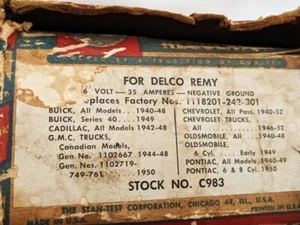 A TRADITION OF QUALITY
FOR DELCO REMY
6 VOLT — 35 AMPERES — NEGATIVE GROUND
places Factory Nos. 1118201-242-301
BUICK, All Models . . 1940-48
BUICK, Series 40 . . . 1949
CADILLAC, All Models 1942-48
G.M.C. TRUCKS,
Canadian Models,
Gen. No. 1102667 1944-48
Gen. Nos. 1102719-
749-761 . . . . . 1950
CHEVROLET, All Pass 1942-52
CHEVROLET-TRUCKS,
All . . . . . . 1946-52
OLDSMOBILE, All . 1940-48
OLDSMOBILE,
6 Cyl. . . Early 1949
PONTIAC, All Models 1940-49
PONTIAC, 6 & 8 Cyl. 1950
STOCK NO. C983
THE STAN-TEST CORPORATION, CHICAGO 44, ILL., U.S.A.
MADE IN U.S.A.
PRINTED IN U.S.A.